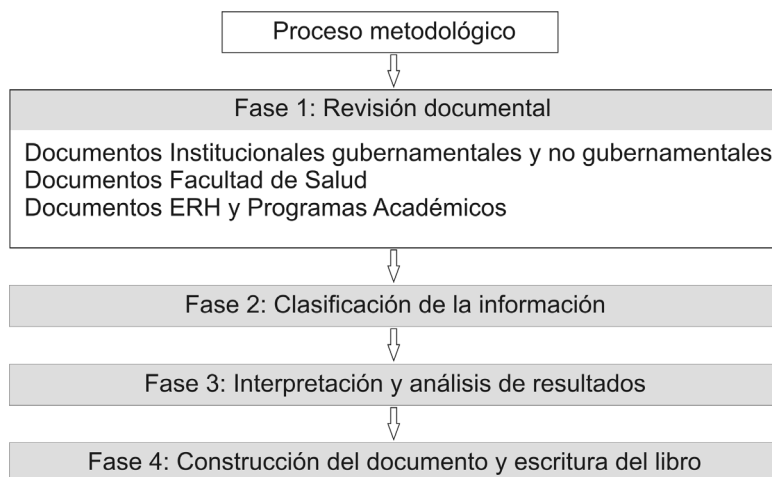 Proceso metodológico
Fase 1: Revisión documental
Documentos Institucionales gubernamentales y no gubernamentales
Documentos Facultad de Salud
Documentos ERH y Programas Académicos
Fase 2: Clasificación de la información
Fase 3: Interpretación y análisis de resultados
Fase 4: Construcción del documento y escritura del libro